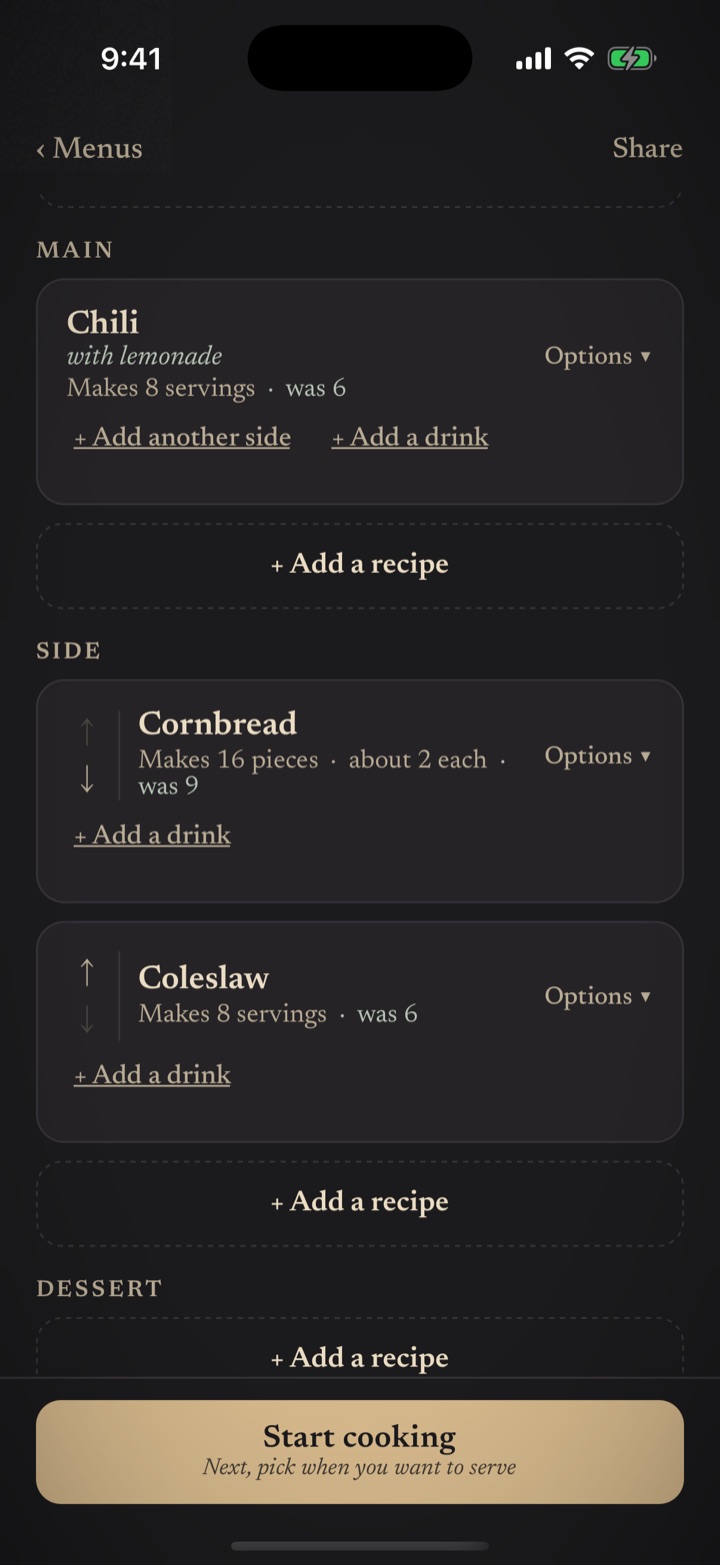 9:41
‹ Menus
Share
MAIN
Chili
with lemonade
Makes 8 servings · was 6
Options ▾
+ Add another side
+ Add a drink
+ Add a recipe
SIDE
↑
↓
Cornbread
Makes 16 pieces · about 2 each ·
was 9
Options ▾
+ Add a drink
↑
↓
Coleslaw
Makes 8 servings · was 6
Options ▾
+ Add a drink
+ Add a recipe
DESSERT
+ Add a recipe
Start cooking
Next, pick when you want to serve